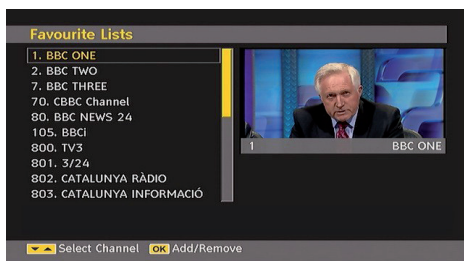 Favourite Lists
1. BBC ONE
2. BBC TWO
7. BBC THREE
70. CBBC Channel
80. BBC NEWS 24
105. BBCi
800. TV3
801. 3/24
802. CATALUNYA RÀDIO
803. CATALUNYA INFORMACIÓ
1 BBC ONE
Select Channel OK Add/Remove